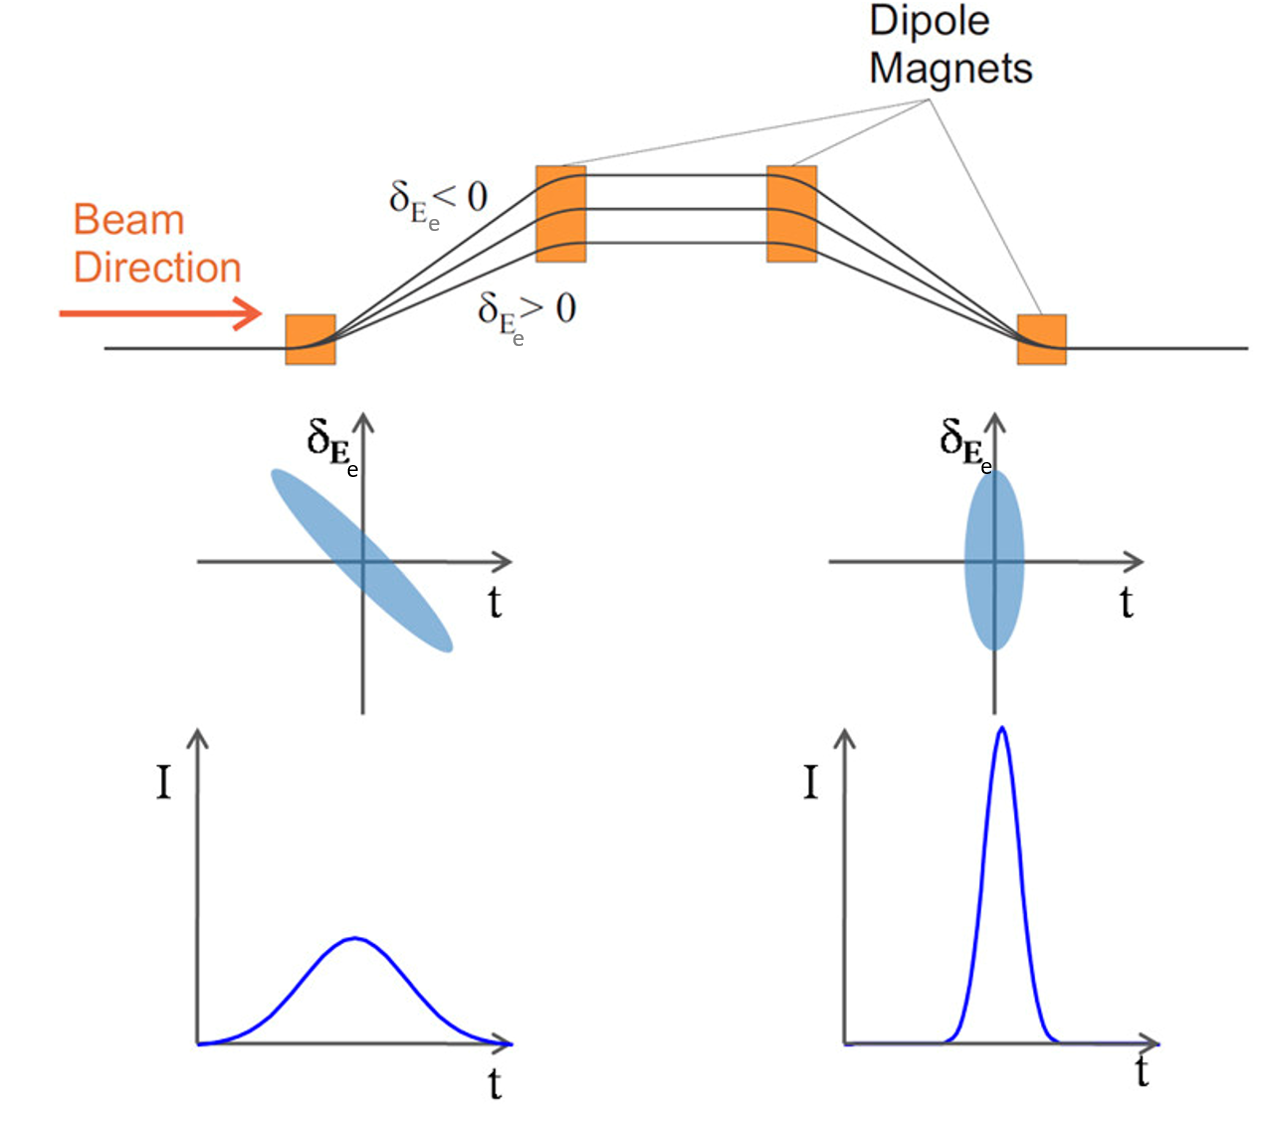 Dipole
Magnets
δEe< 0
Beam
Direction
δEe> 0
δEe
δEe
t
t
I
I
t
t